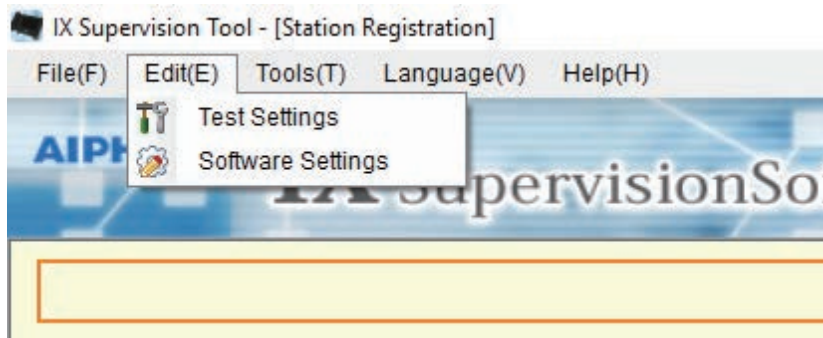 IX Supervision Tool - [Station Registration]
File(F) Edit(E) Tools(T) Language(V) Help(H)
Test Settings
Software Settings
AIPH
IX SupervisionSo